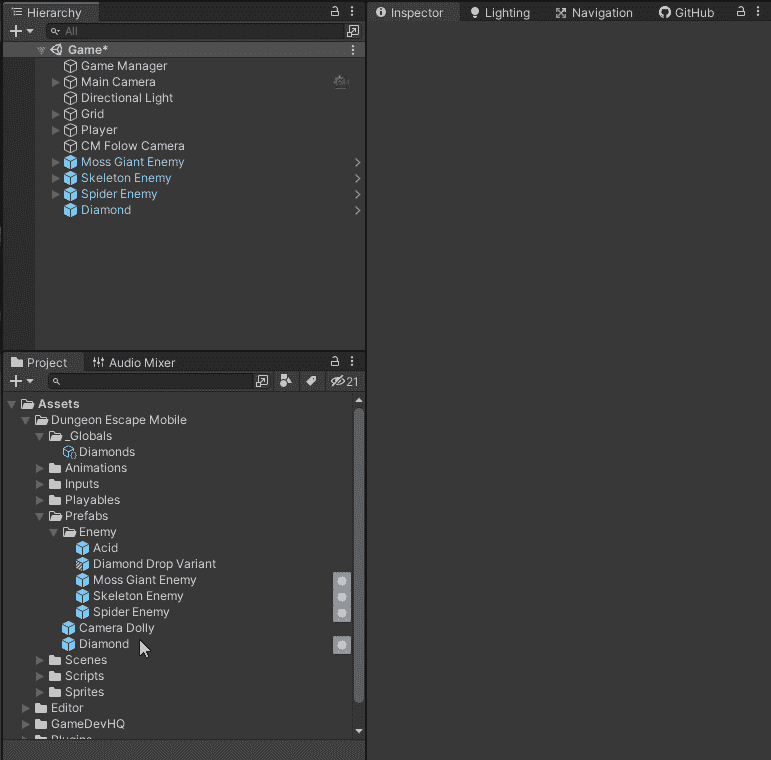 Hierarchy
All
Game*
Game Manager
Main Camera
Directional Light
Grid
Player
CM Folow Camera
Moss Giant Enemy
Skeleton Enemy
Spider Enemy
Diamond
Project Audio Mixer
21
Assets
Dungeon Escape Mobile
_Globals
Diamonds
Animations
Inputs
Playables
Prefabs
Enemy
Acid
Diamond Drop Variant
Moss Giant Enemy
Skeleton Enemy
Spider Enemy
Camera Dolly
Diamond
Scenes
Scripts
Sprites
Editor
GameDevHQ
Plugins
Inspector Lighting Navigation GitHub